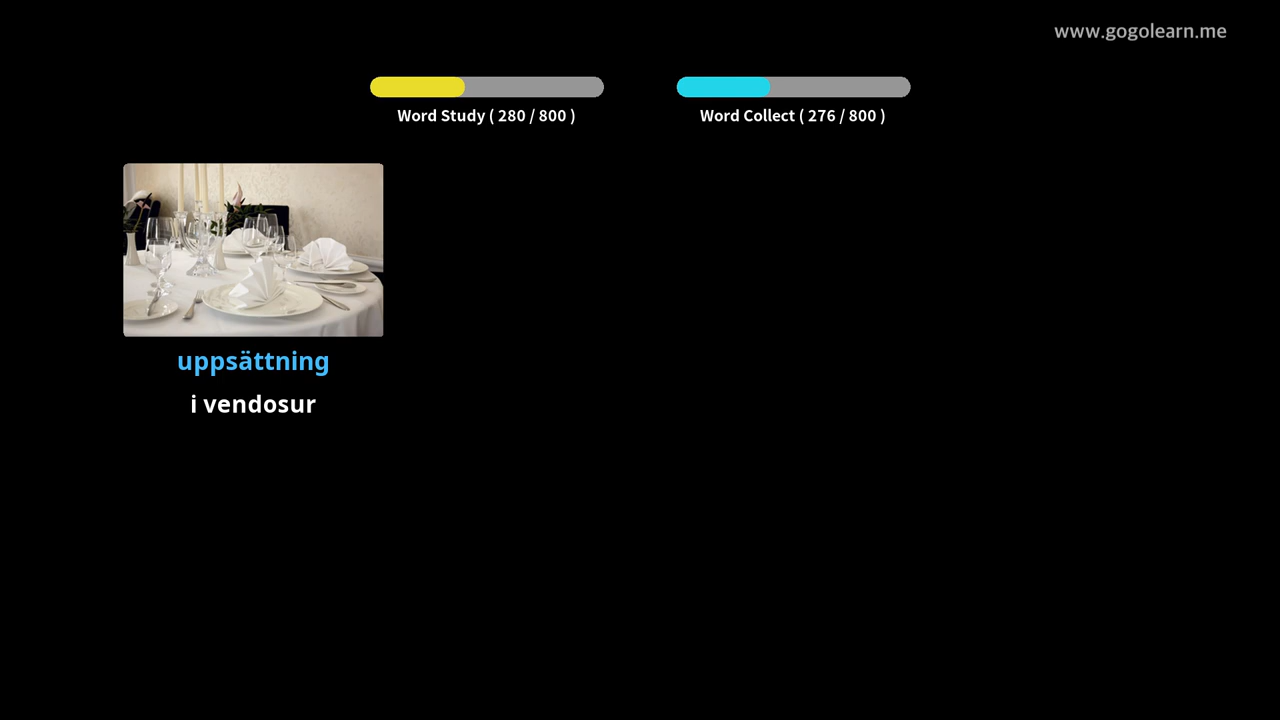 www.gogolearn.me
Word Study ( 280 / 800 )
Word Collect ( 276 / 800 )
uppsättning
i vendosur